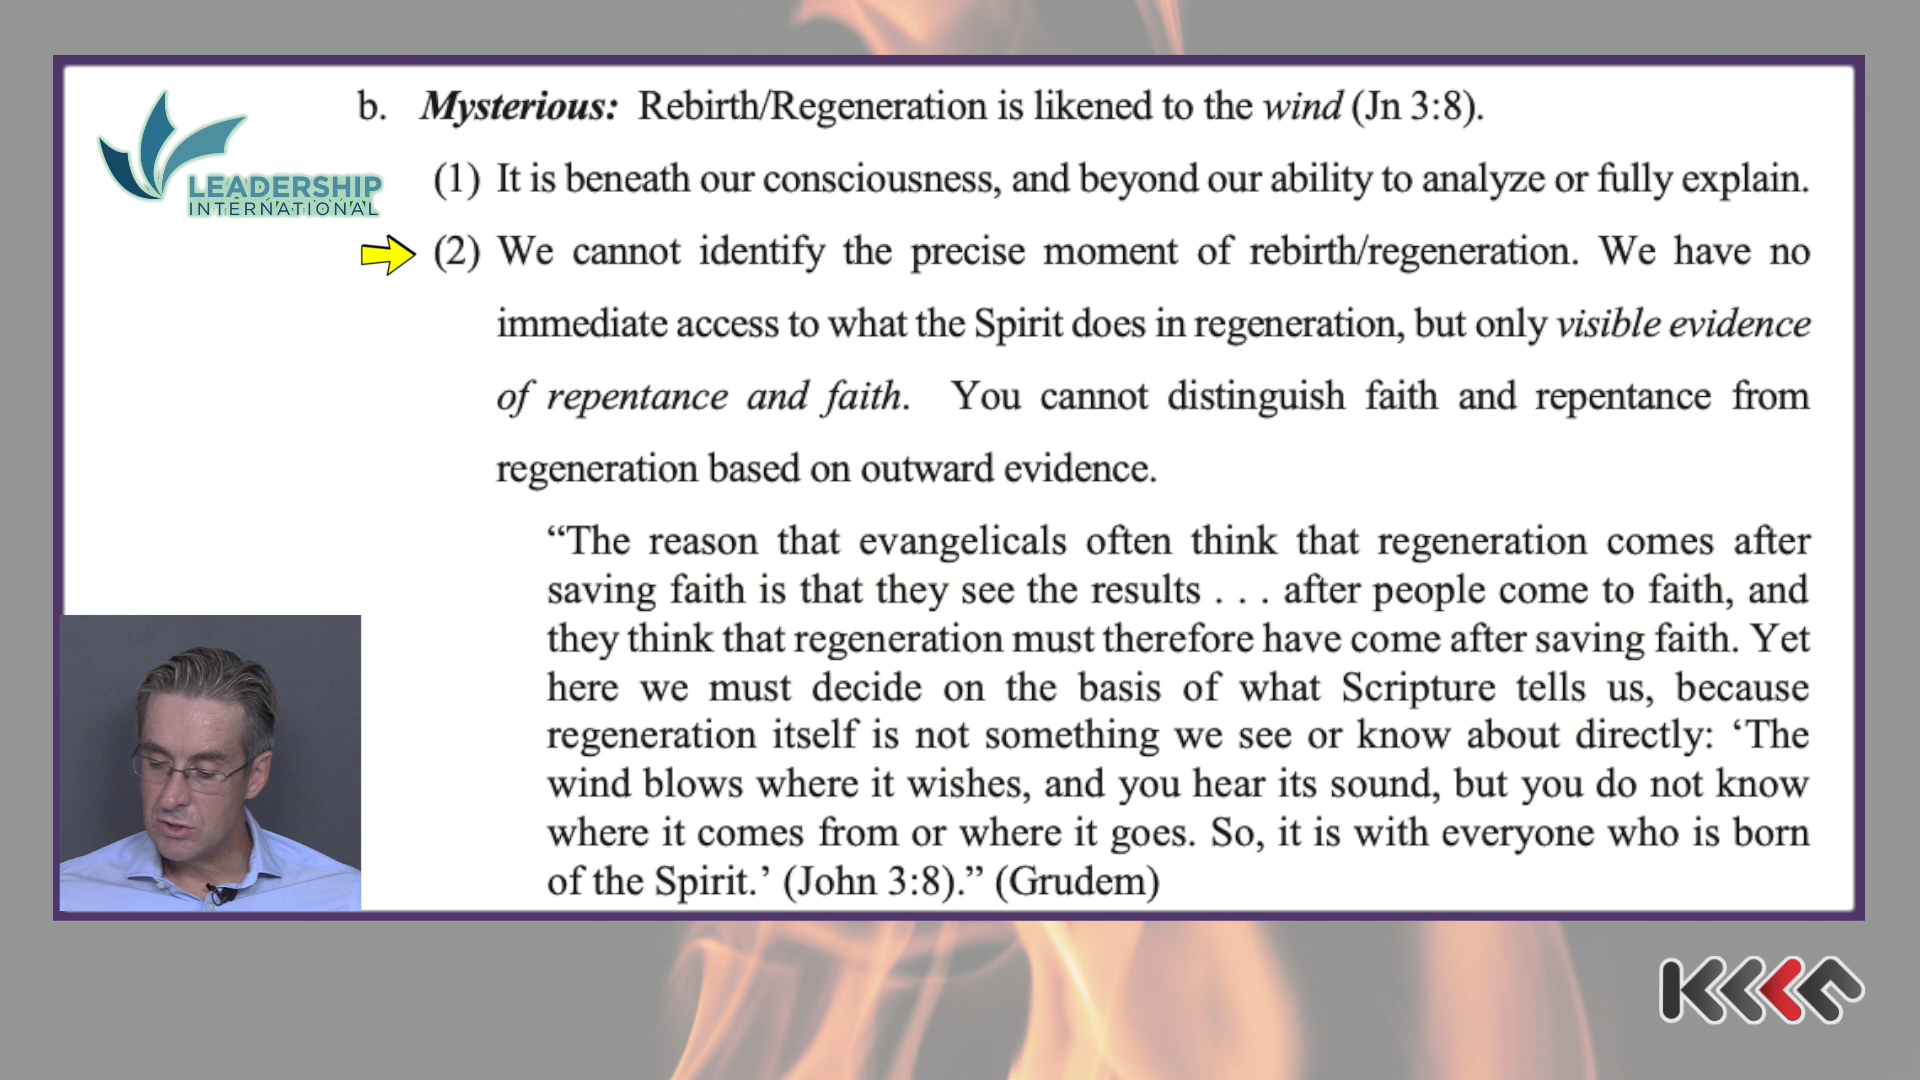 b. Mysterious: Rebirth/Regeneration is likened to the wind (Jn 3:8).
(1) It is beneath our consciousness, and beyond our ability to analyze or fully explain.
(2) We cannot identify the precise moment of rebirth/regeneration. We have no
immediate access to what the Spirit does in regeneration, but only visible evidence
of repentance and faith. You cannot distinguish faith and repentance from
regeneration based on outward evidence.
“The reason that evangelicals often think that regeneration comes after
saving faith is that they see the results . . . after people come to faith, and
they think that regeneration must therefore have come after saving faith. Yet
here we must decide on the basis of what Scripture tells us, because
regeneration itself is not something we see or know about directly: ‘The
wind blows where it wishes, and you hear its sound, but you do not know
where it comes from or where it goes. So, it is with everyone who is born
of the Spirit.’ (John 3:8).” (Grudem)
LEADERSHIP
INTERNATIONAL